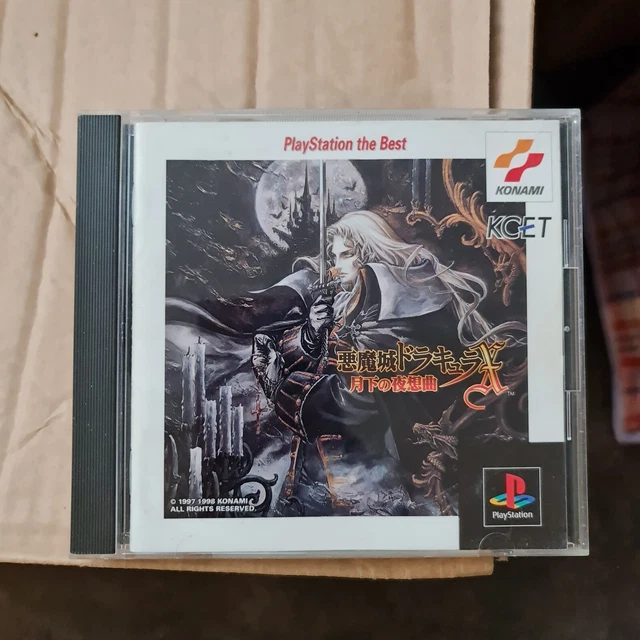 PlayStation the Best
KONAMI
KCET
悪魔城ドラキュラX
月下の夜想曲
TM
© 1997 1998 KONAMI
ALL RIGHTS RESERVED.
PlayStation